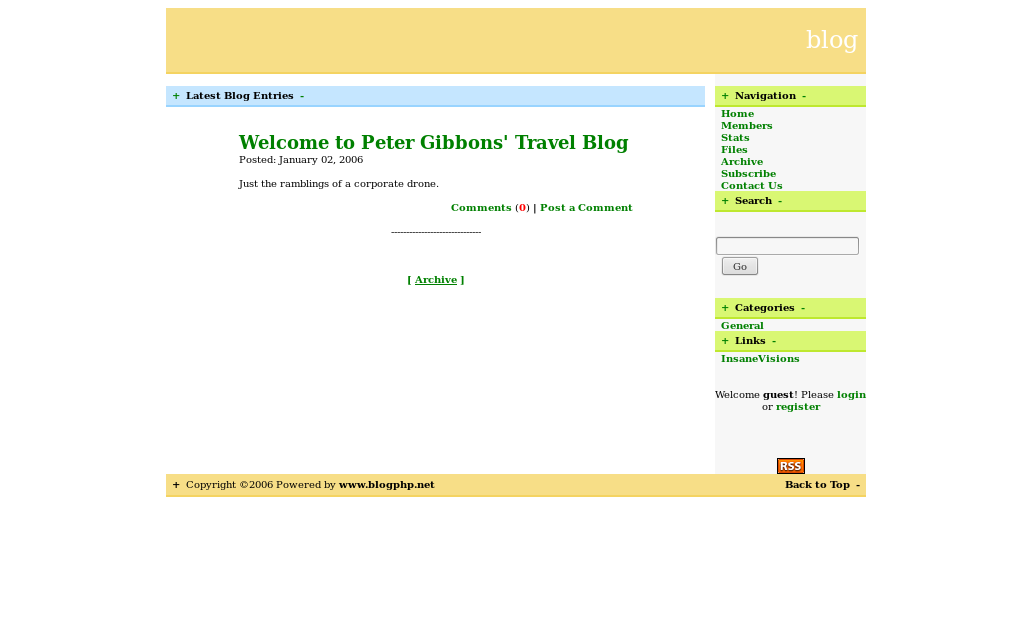 blog
+ Latest Blog Entries -
Welcome to Peter Gibbons' Travel Blog
Posted: January 02, 2006
Just the ramblings of a corporate drone.
Comments (0) | Post a Comment
------------------------------
[ Archive ]
+ Navigation -
Home
Members
Stats
Files
Archive
Subscribe
Contact Us
+ Search -
Go
+ Categories -
General
+ Links -
InsaneVisions
Welcome guest! Please login
or register
RSS
+ Copyright ©2006 Powered by www.blogphp.net
Back to Top -